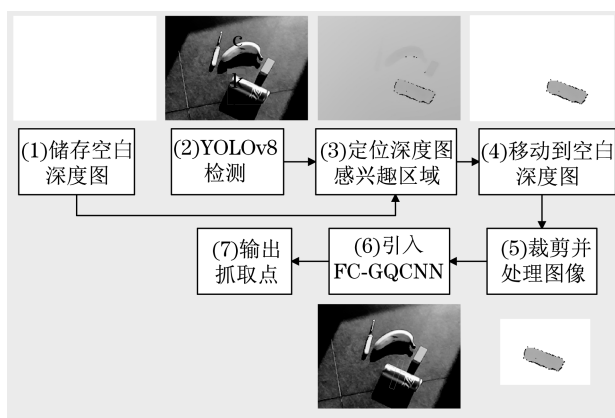 (1)储存空白
深度图
(2)YOLOv8
检测
(3)定位深度图
感兴趣区域
(4)移动到空白
深度图
(7)输出
抓取点
(6)引入
FC-GQCNN
(5)裁剪并
处理图像